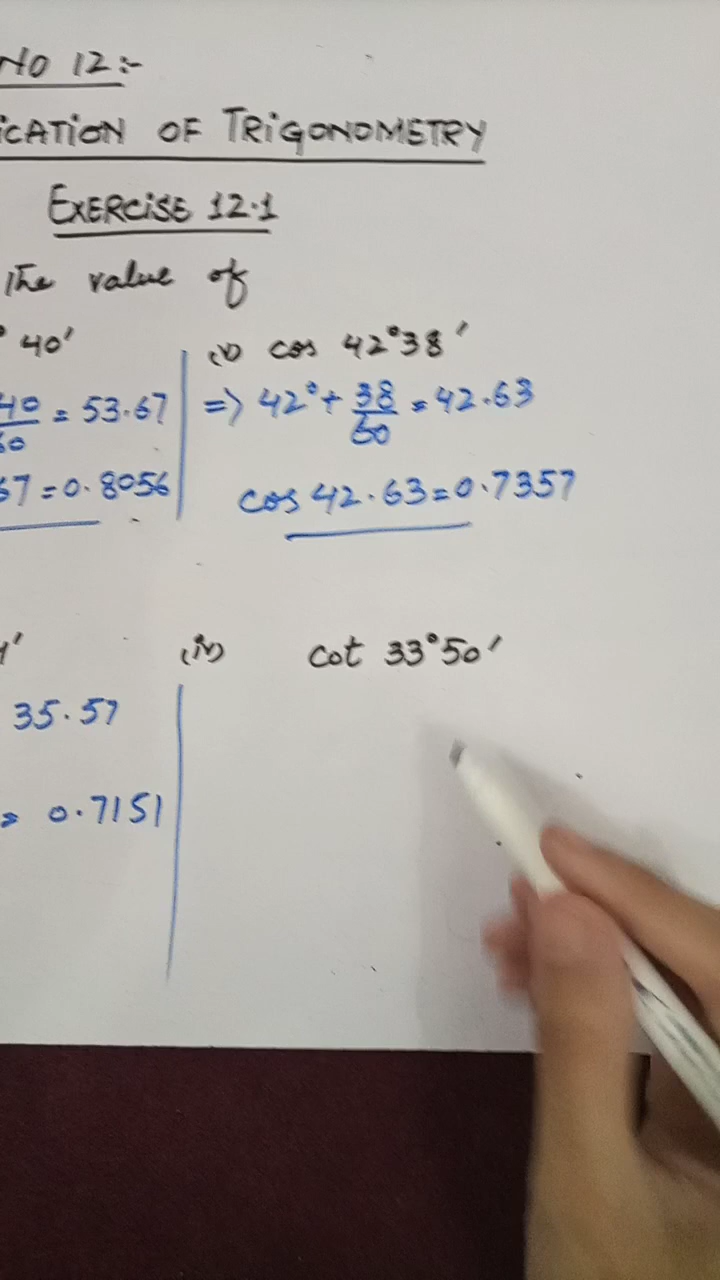 No 12:-
ICATION OF TRIGONOMETRY
EXERCISE 12.1
The value of
° 40'
40/60 = 53.67
67 = 0.8056
(ii) cos 42°38'
=> 42° + 38/60 = 42.63
cos 42.63 = 0.7357
'
35.57
= 0.7151
(iv) cot 33°50'